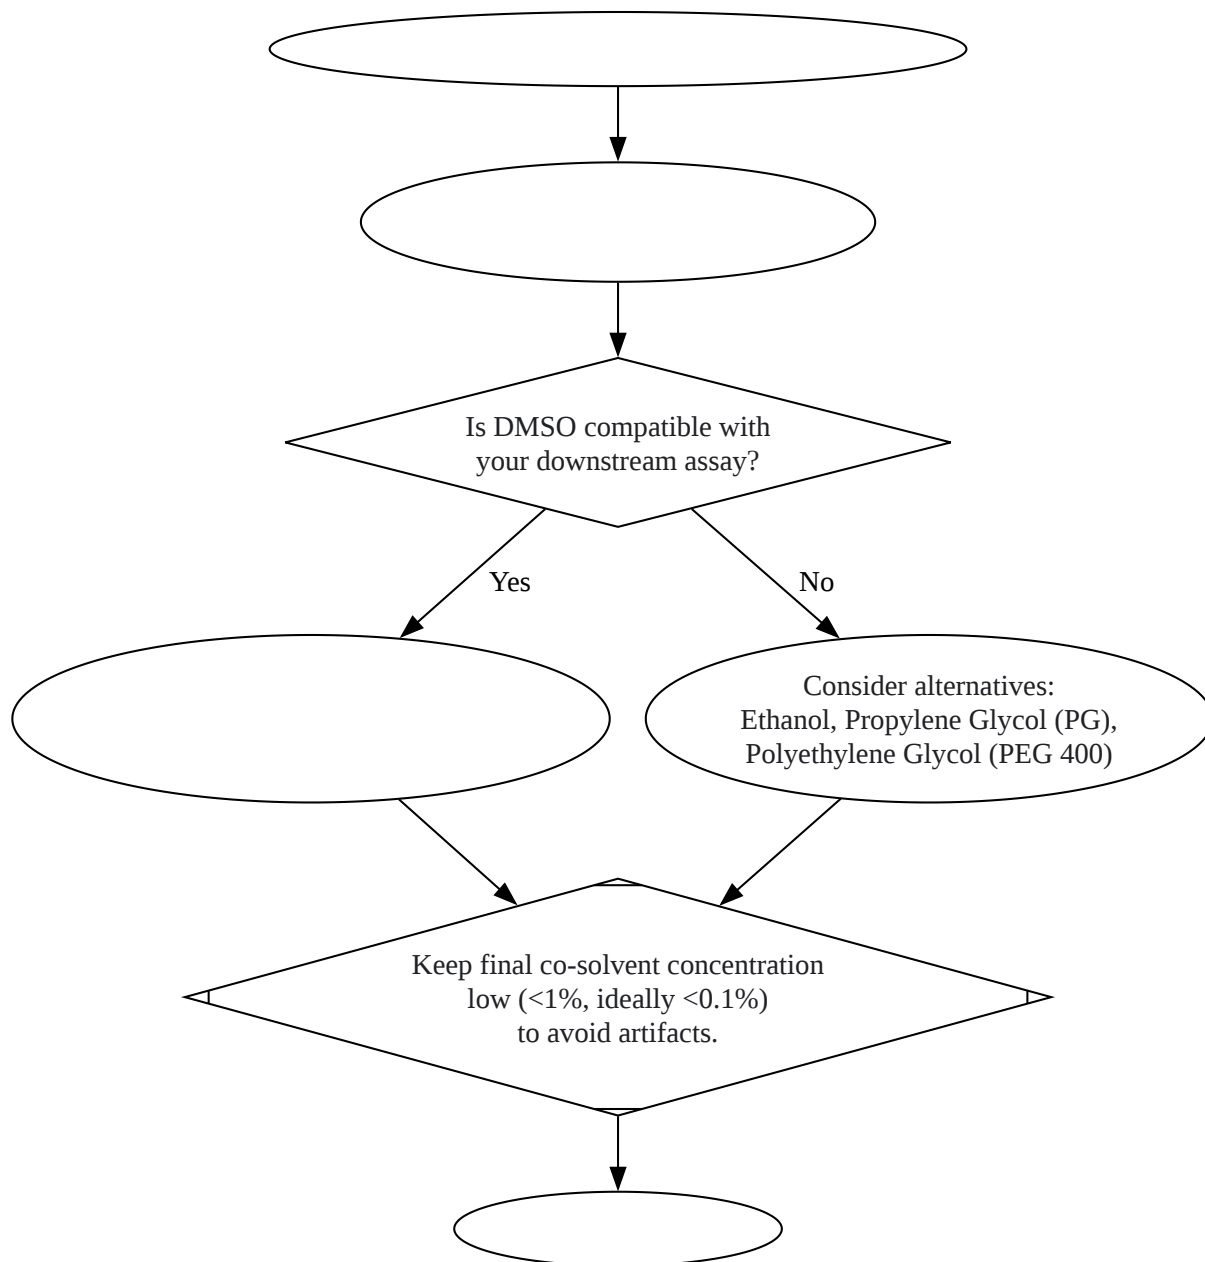 Is DMSO compatible with
your downstream assay?
Yes
No
Consider alternatives:
Ethanol, Propylene Glycol (PG),
Polyethylene Glycol (PEG 400)
Keep final co-solvent concentration
low (<1%, ideally <0.1%)
to avoid artifacts.